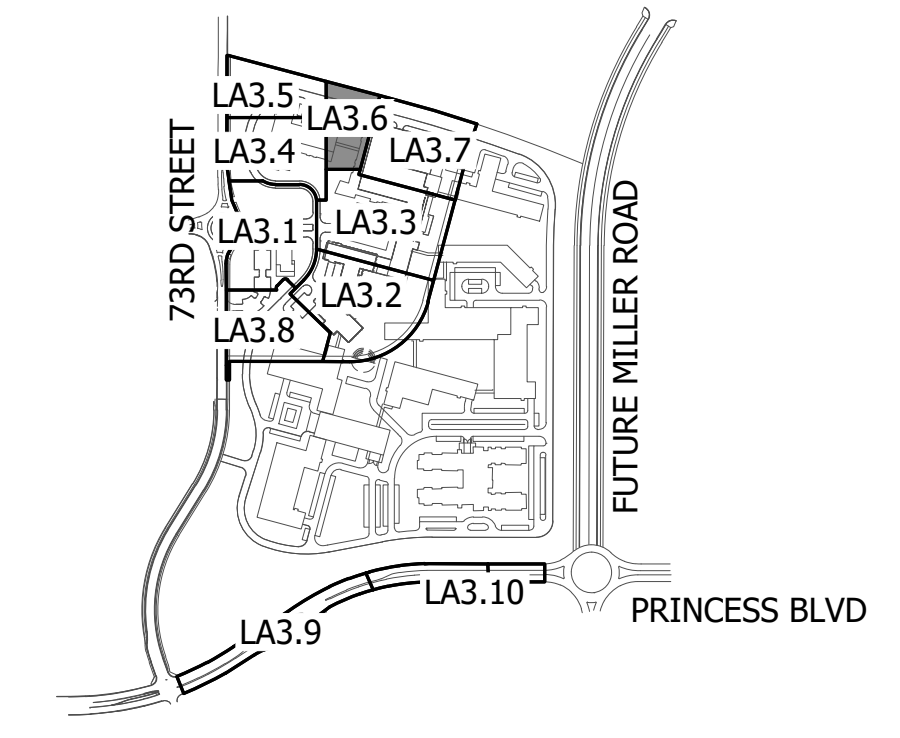 LA3.5
LA3.6
LA3.4
LA3.7
73RD STREET
LA3.1
LA3.3
LA3.2
LA3.8
FUTURE MILLER ROAD
LA3.10
PRINCESS BLVD
LA3.9